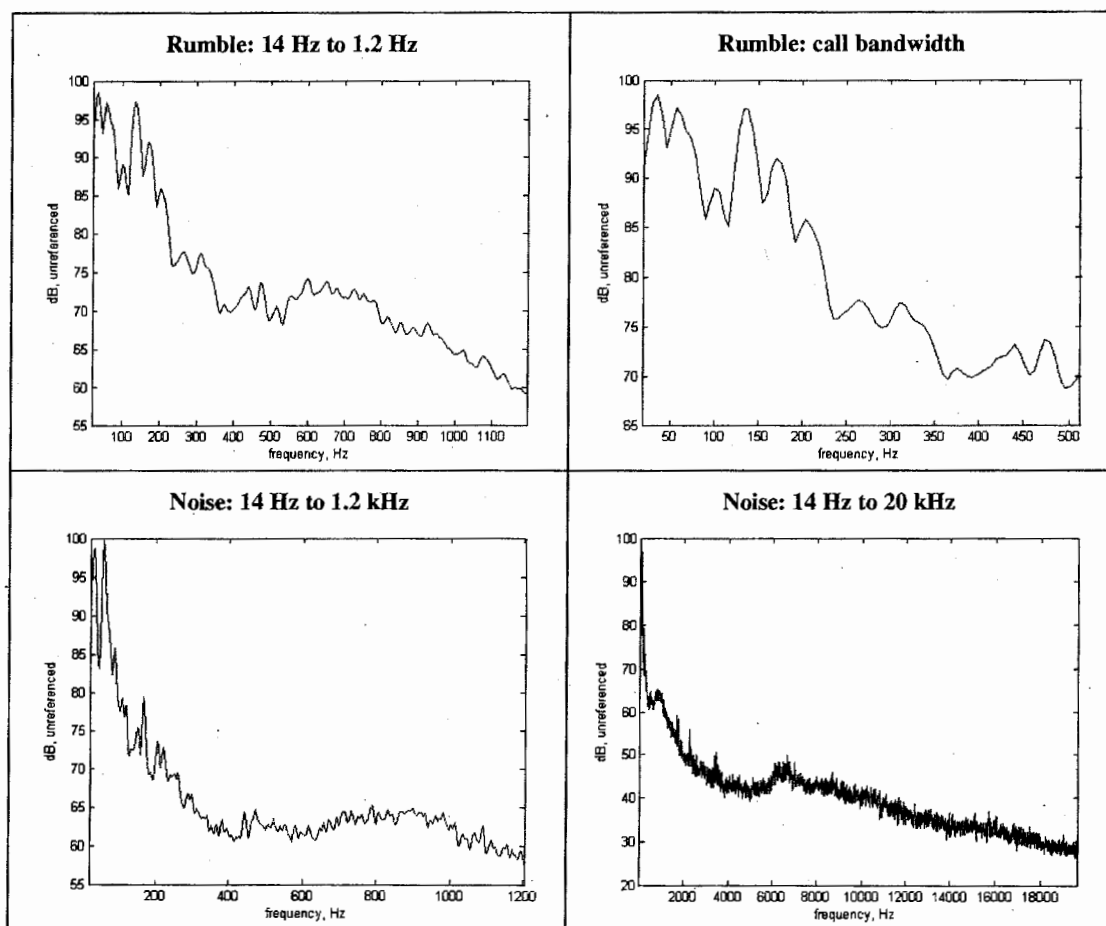 Rumble: 14 Hz to 1.2 Hz
100
95
90
85
80
75
70
65
60
55
dB, unreferenced
100 200 300 400 500 600 700 800 900 1000 1100
frequency, Hz
Rumble: call bandwidth
100
95
90
85
80
75
70
65
dB, unreferenced
50 100 150 200 250 300 350 400 450 500
frequency, Hz
Noise: 14 Hz to 1.2 kHz
100
95
90
85
80
75
70
65
60
55
dB, unreferenced
200 400 600 800 1000 1200
frequency, Hz
Noise: 14 Hz to 20 kHz
100
90
80
70
60
50
40
30
20
dB, unreferenced
2000 4000 6000 8000 10000 12000 14000 16000 18000
frequency, Hz